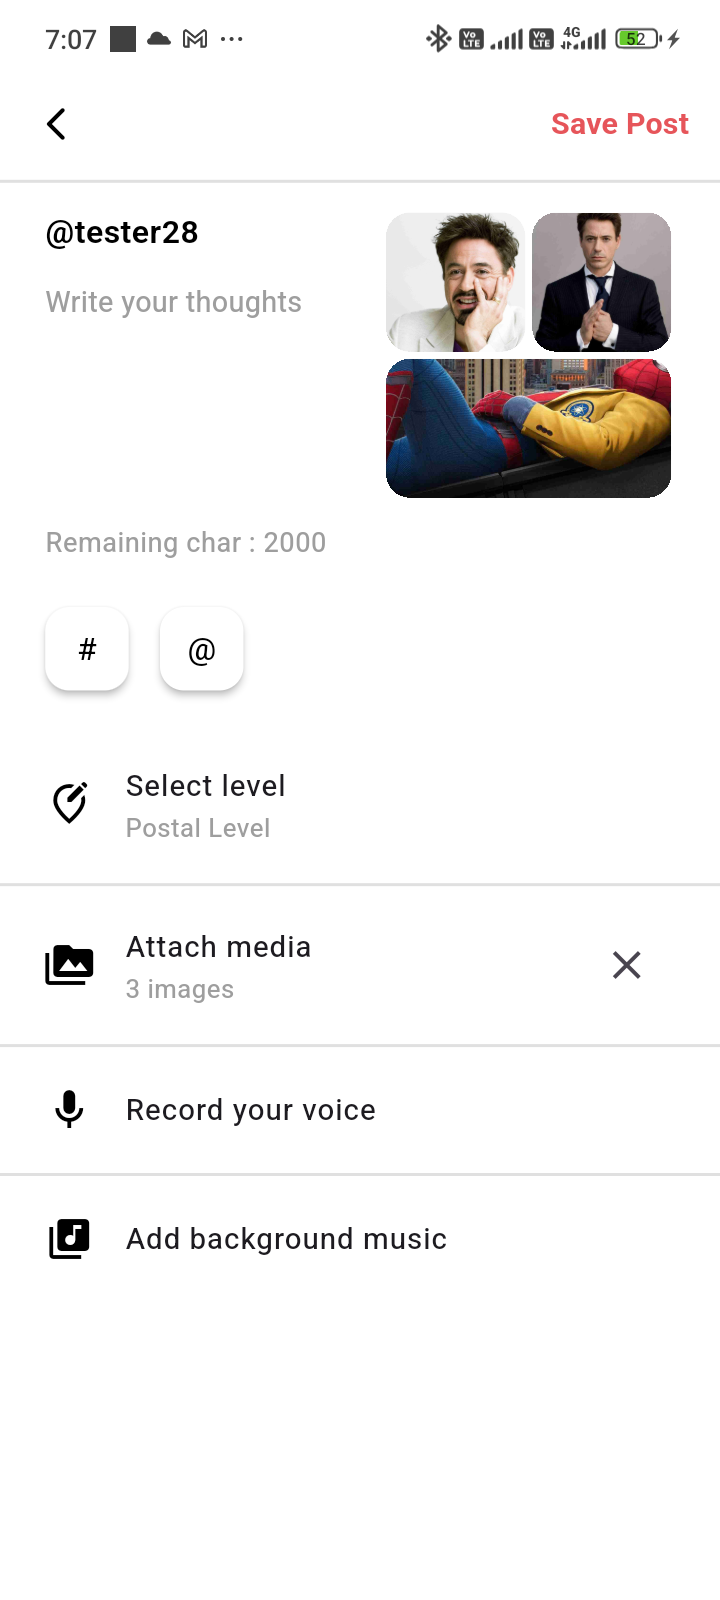 7:07
Vo LTE Vo LTE 4G 52
Save Post
@tester28
Write your thoughts
Remaining char : 2000
# @
Select level
Postal Level
Attach media
3 images
Record your voice
Add background music